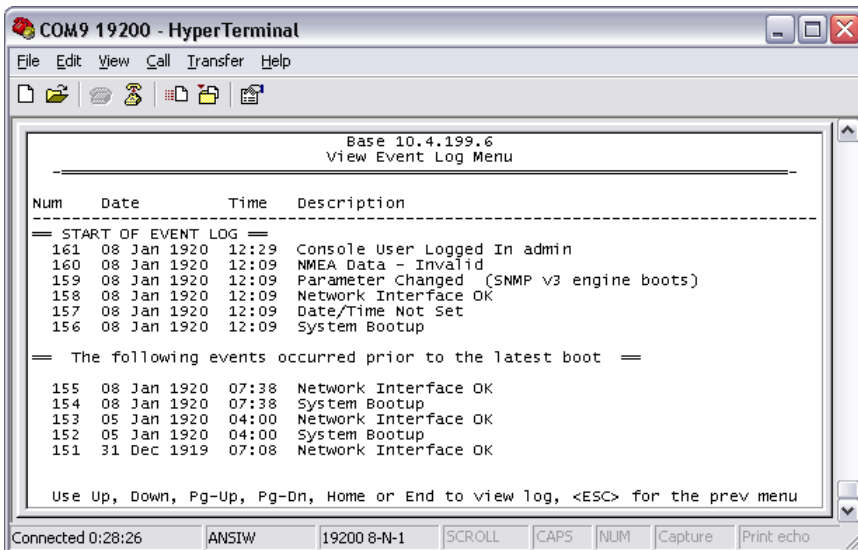 COM9 19200 - HyperTerminal
File Edit View Call Transfer Help
Base 10.4.199.6
View Event Log Menu
Num Date Time Description
== START OF EVENT LOG ==
161 08 Jan 1920 12:29 Console User Logged In admin
160 08 Jan 1920 12:09 NMEA Data - Invalid
159 08 Jan 1920 12:09 Parameter Changed (SNMP v3 engine boots)
158 08 Jan 1920 12:09 Network Interface OK
157 08 Jan 1920 12:09 Date/Time Not Set
156 08 Jan 1920 12:09 System Bootup
== The following events occurred prior to the latest boot ==
155 08 Jan 1920 07:38 Network Interface OK
154 08 Jan 1920 07:38 System Bootup
153 05 Jan 1920 04:00 Network Interface OK
152 05 Jan 1920 04:00 System Bootup
151 31 Dec 1919 07:08 Network Interface OK
Use Up, Down, Pg-Up, Pg-Dn, Home or End to view log, <ESC> for the prev menu
Connected 0:28:26 ANSIW 19200 8-N-1 SCROLL CAPS NUM Capture Print echo